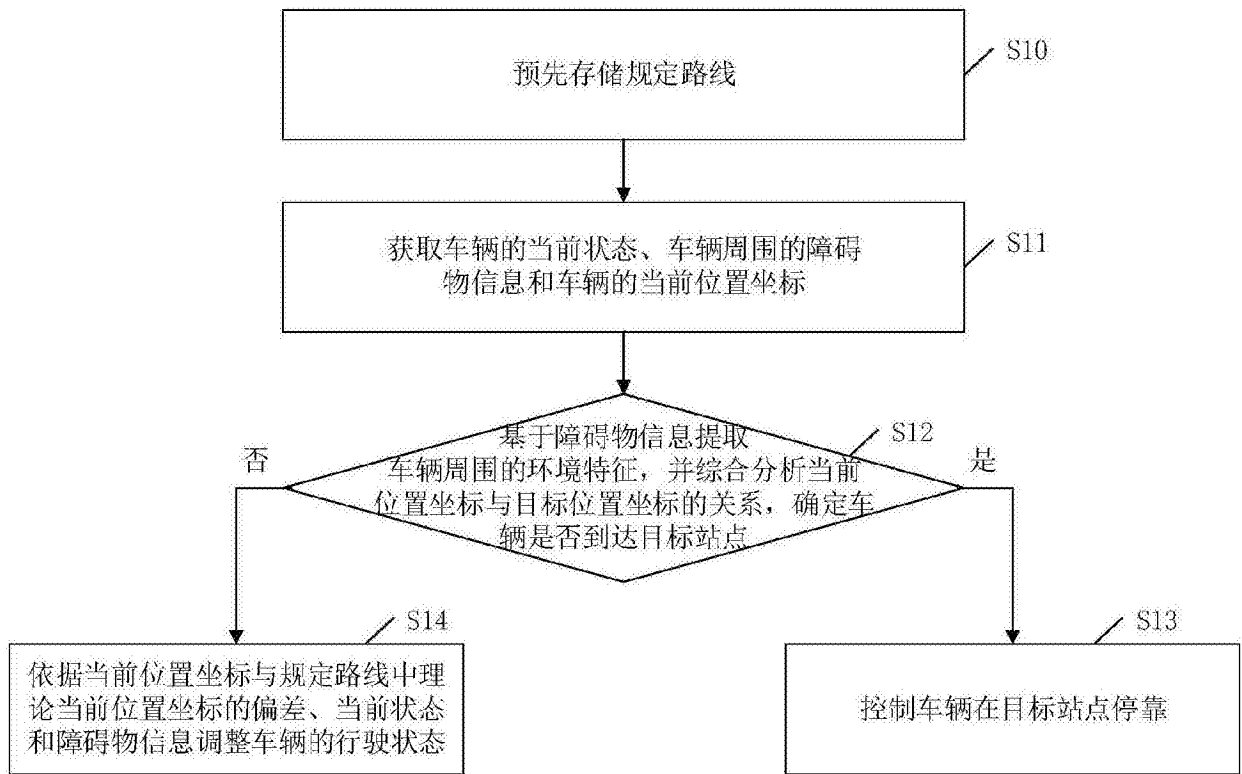 预先存储规定路线
S10
获取车辆的当前状态、车辆周围的障碍
物信息和车辆的当前位置坐标
S11
基于障碍物信息提取
车辆周围的环境特征，并综合分析当前
位置坐标与目标位置坐标的关系，确定车
辆是否到达目标站点
S12
否
是
S14
依据当前位置坐标与规定路线中理
论当前位置坐标的偏差、当前状态
和障碍物信息调整车辆的行驶状态
S13
控制车辆在目标站点停靠